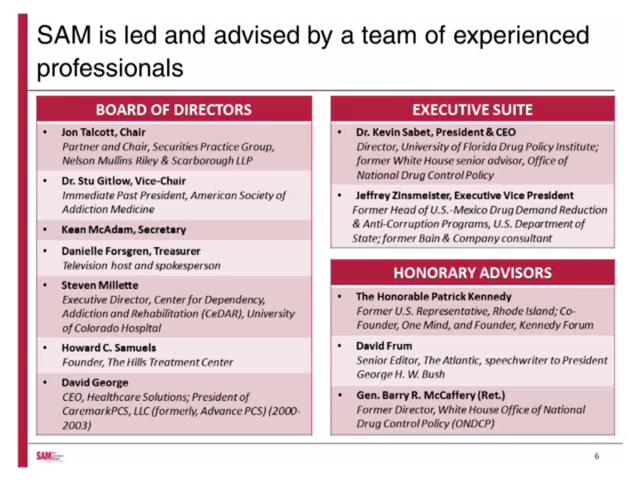 SAM is led and advised by a team of experienced
professionals
BOARD OF DIRECTORS
• Jon Talcott, Chair
Partner and Chair, Securities Practice Group,
Nelson Mullins Riley & Scarborough LLP
• Dr. Stu Gitlow, Vice-Chair
Immediate Past President, American Society of
Addiction Medicine
• Kean McAdam, Secretary
• Danielle Forsgren, Treasurer
Television host and spokesperson
• Steven Millette
Executive Director, Center for Dependency,
Addiction and Rehabilitation (CeDAR), University
of Colorado Hospital
• Howard C. Samuels
Founder, The Hills Treatment Center
• David George
CEO, Healthcare Solutions; President of
CaremarkPCS, LLC (formerly, Advance PCS) (2000-
2003)
EXECUTIVE SUITE
• Dr. Kevin Sabet, President & CEO
Director, University of Florida Drug Policy Institute;
former White House senior advisor, Office of
National Drug Control Policy
• Jeffrey Zinsmeister, Executive Vice President
Former Head of U.S.-Mexico Drug Demand Reduction
& Anti-Corruption Programs, U.S. Department of
State; former Bain & Company consultant
HONORARY ADVISORS
• The Honorable Patrick Kennedy
Former U.S. Representative, Rhode Island; Co-
Founder, One Mind, and Founder, Kennedy Forum
• David Frum
Senior Editor, The Atlantic, speechwriter to President
George H. W. Bush
• Gen. Barry R. McCaffery (Ret.)
Former Director, White House Office of National
Drug Control Policy (ONDCP)
SAM
6